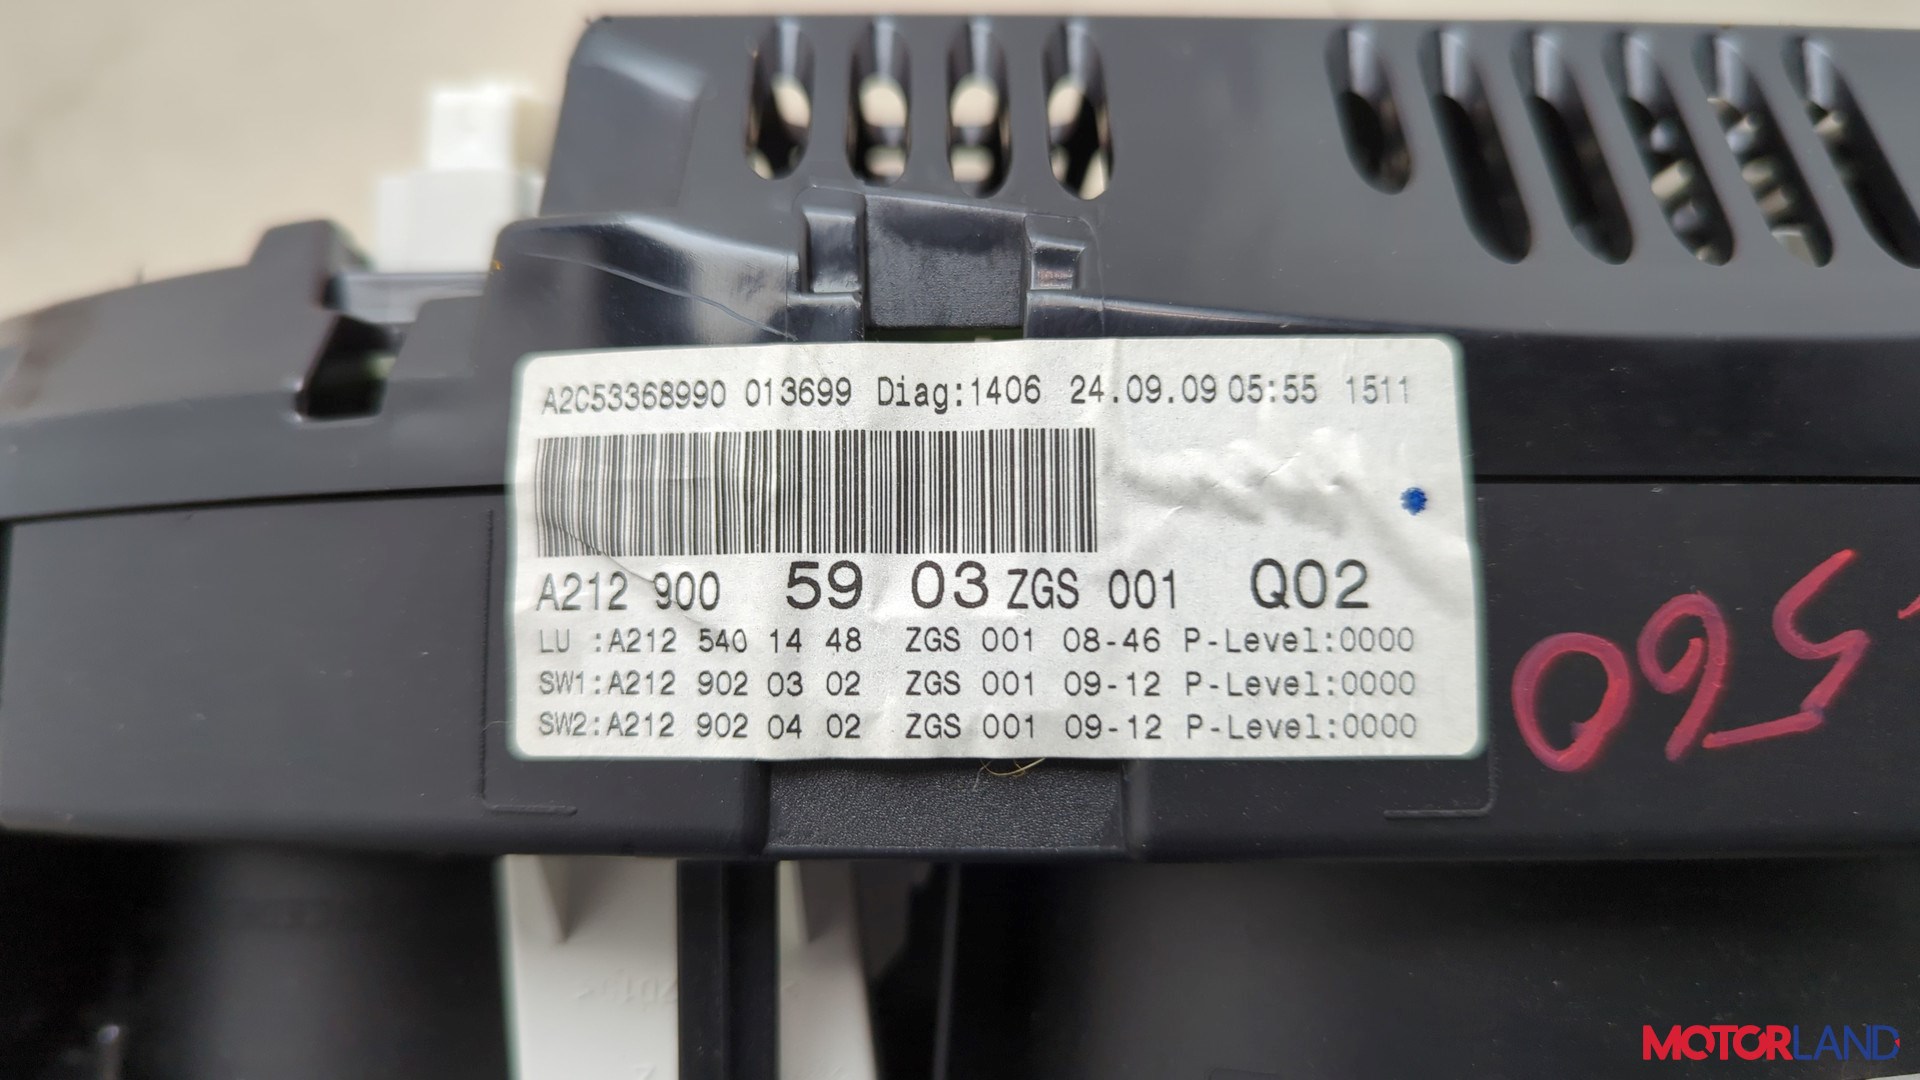 A2C53368990 013699 Diag:1406 24.09.09 05:55 1511
A212 900 59 03 ZGS 001 Q02
LU :A212 540 14 48 ZGS 001 08-46 P-Level:0000
SW1:A212 902 03 02 ZGS 001 09-12 P-Level:0000
SW2:A212 902 04 02 ZGS 001 09-12 P-Level:0000
560
MOTORLAND